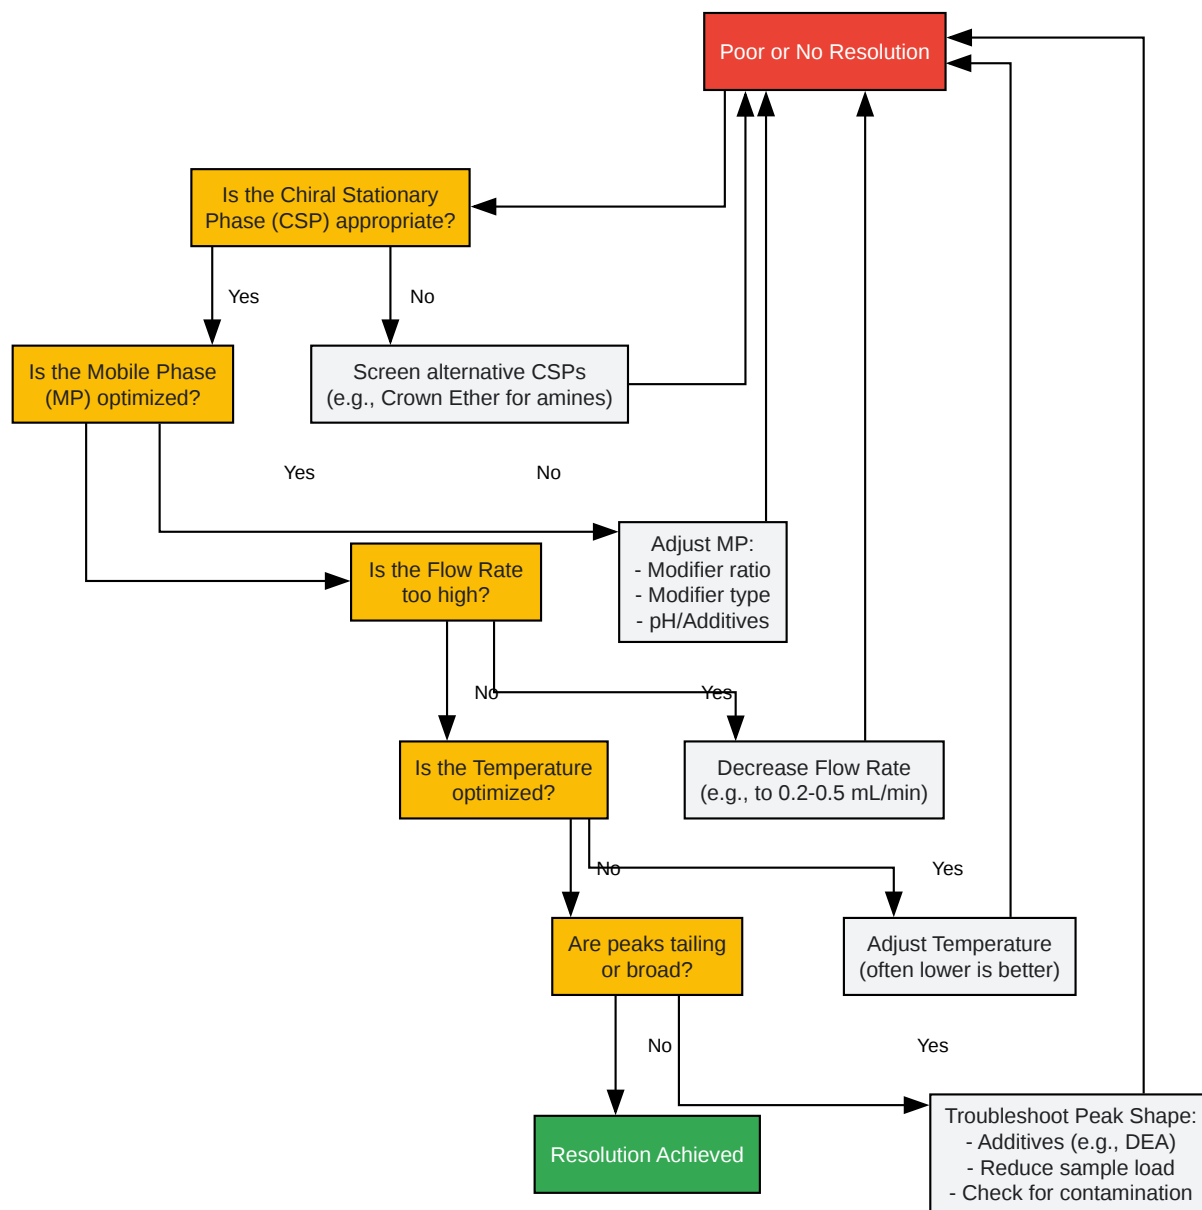 Poor or No Resolution
Is the Chiral Stationary
Phase (CSP) appropriate?
Yes
No
Is the Mobile Phase
(MP) optimized?
Screen alternative CSPs
(e.g., Crown Ether for amines)
Yes
No
Adjust MP:
- Modifier ratio
- Modifier type
- pH/Additives
Is the Flow Rate
too high?
No
Yes
Is the Temperature
optimized?
Decrease Flow Rate
(e.g., to 0.2-0.5 mL/min)
No
Yes
Are peaks tailing
or broad?
Adjust Temperature
(often lower is better)
No
Yes
Resolution Achieved
Troubleshoot Peak Shape:
- Additives (e.g., DEA)
- Reduce sample load
- Check for contamination